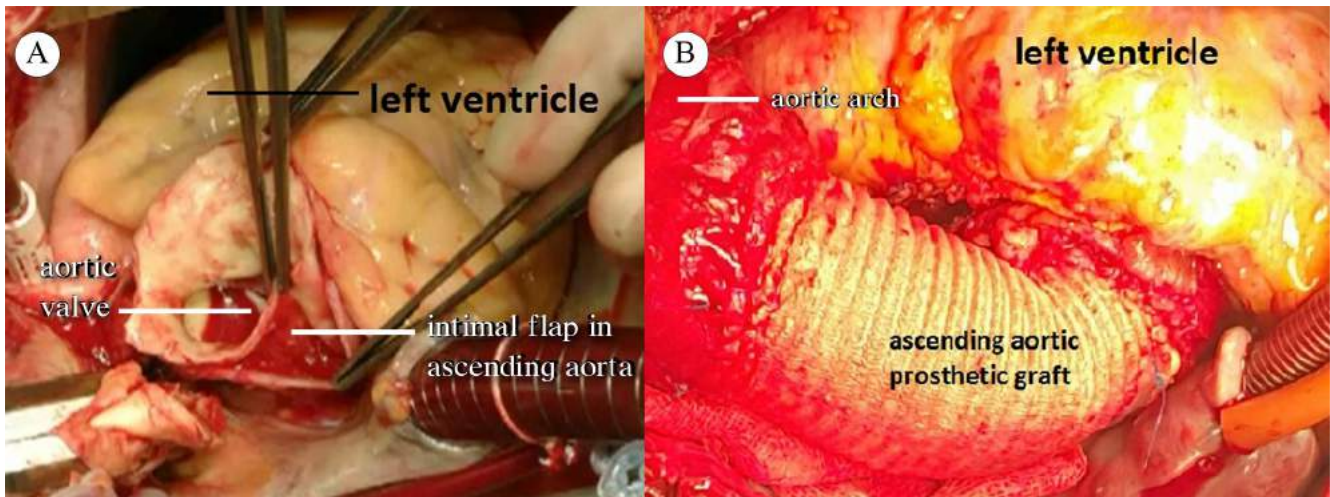 A
left ventricle
aortic
valve
intimal flap in
ascending aorta
B
left ventricle
aortic arch
ascending aortic
prosthetic graft